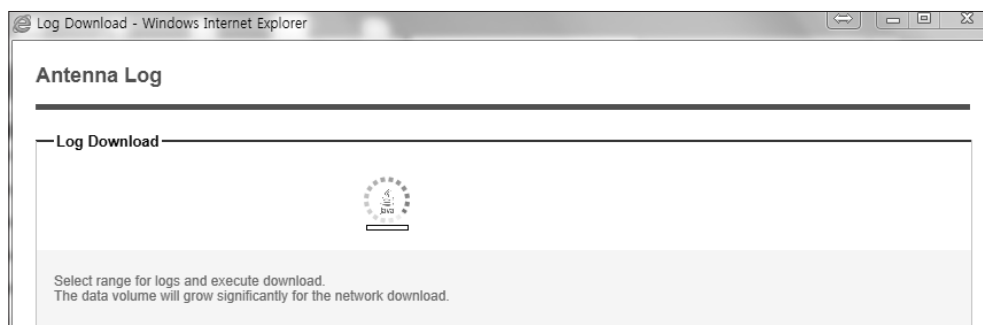 Log Download - Windows Internet Explorer
Antenna Log
Log Download
Java
Select range for logs and execute download.
The data volume will grow significantly for the network download.